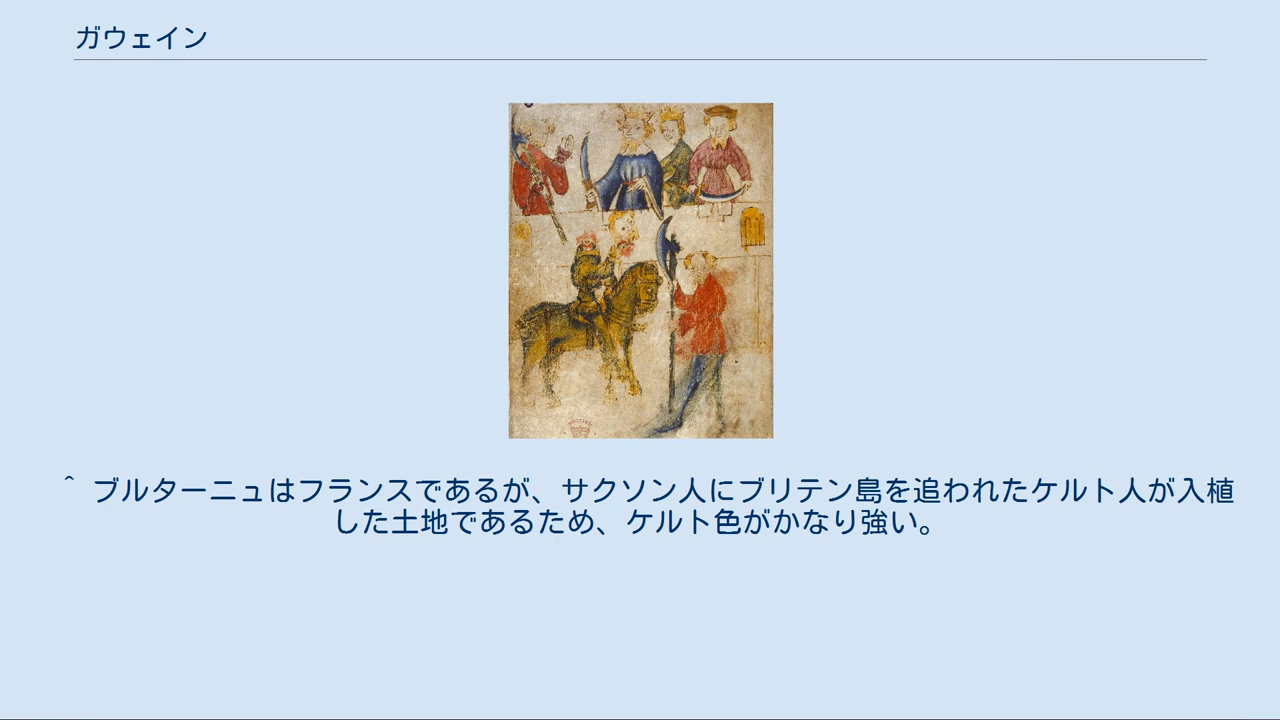 ガウェイン
^ ブルターニュはフランスであるが、サクソン人にブリテン島を追われたケルト人が入植
した土地であるため、ケルト色がかなり強い。